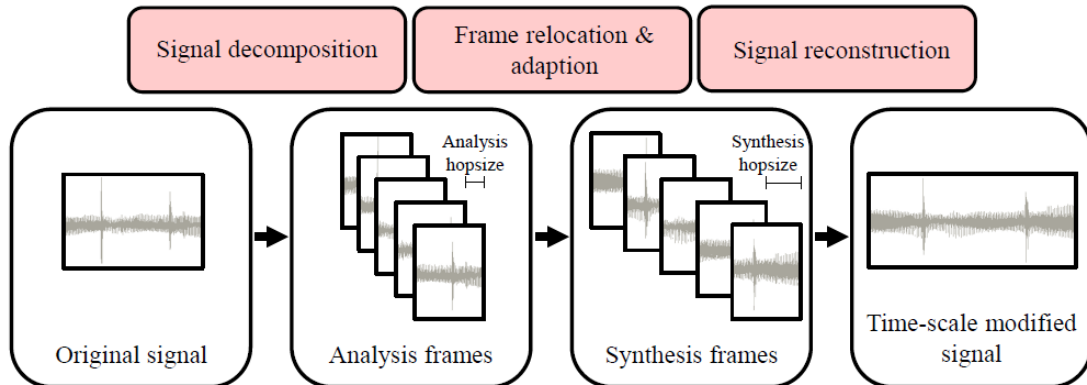 Signal decomposition
Frame relocation &
adaption
Signal reconstruction
Original signal
Analysis
hopsize
Analysis frames
Synthesis
hopsize
Synthesis frames
Time-scale modified
signal